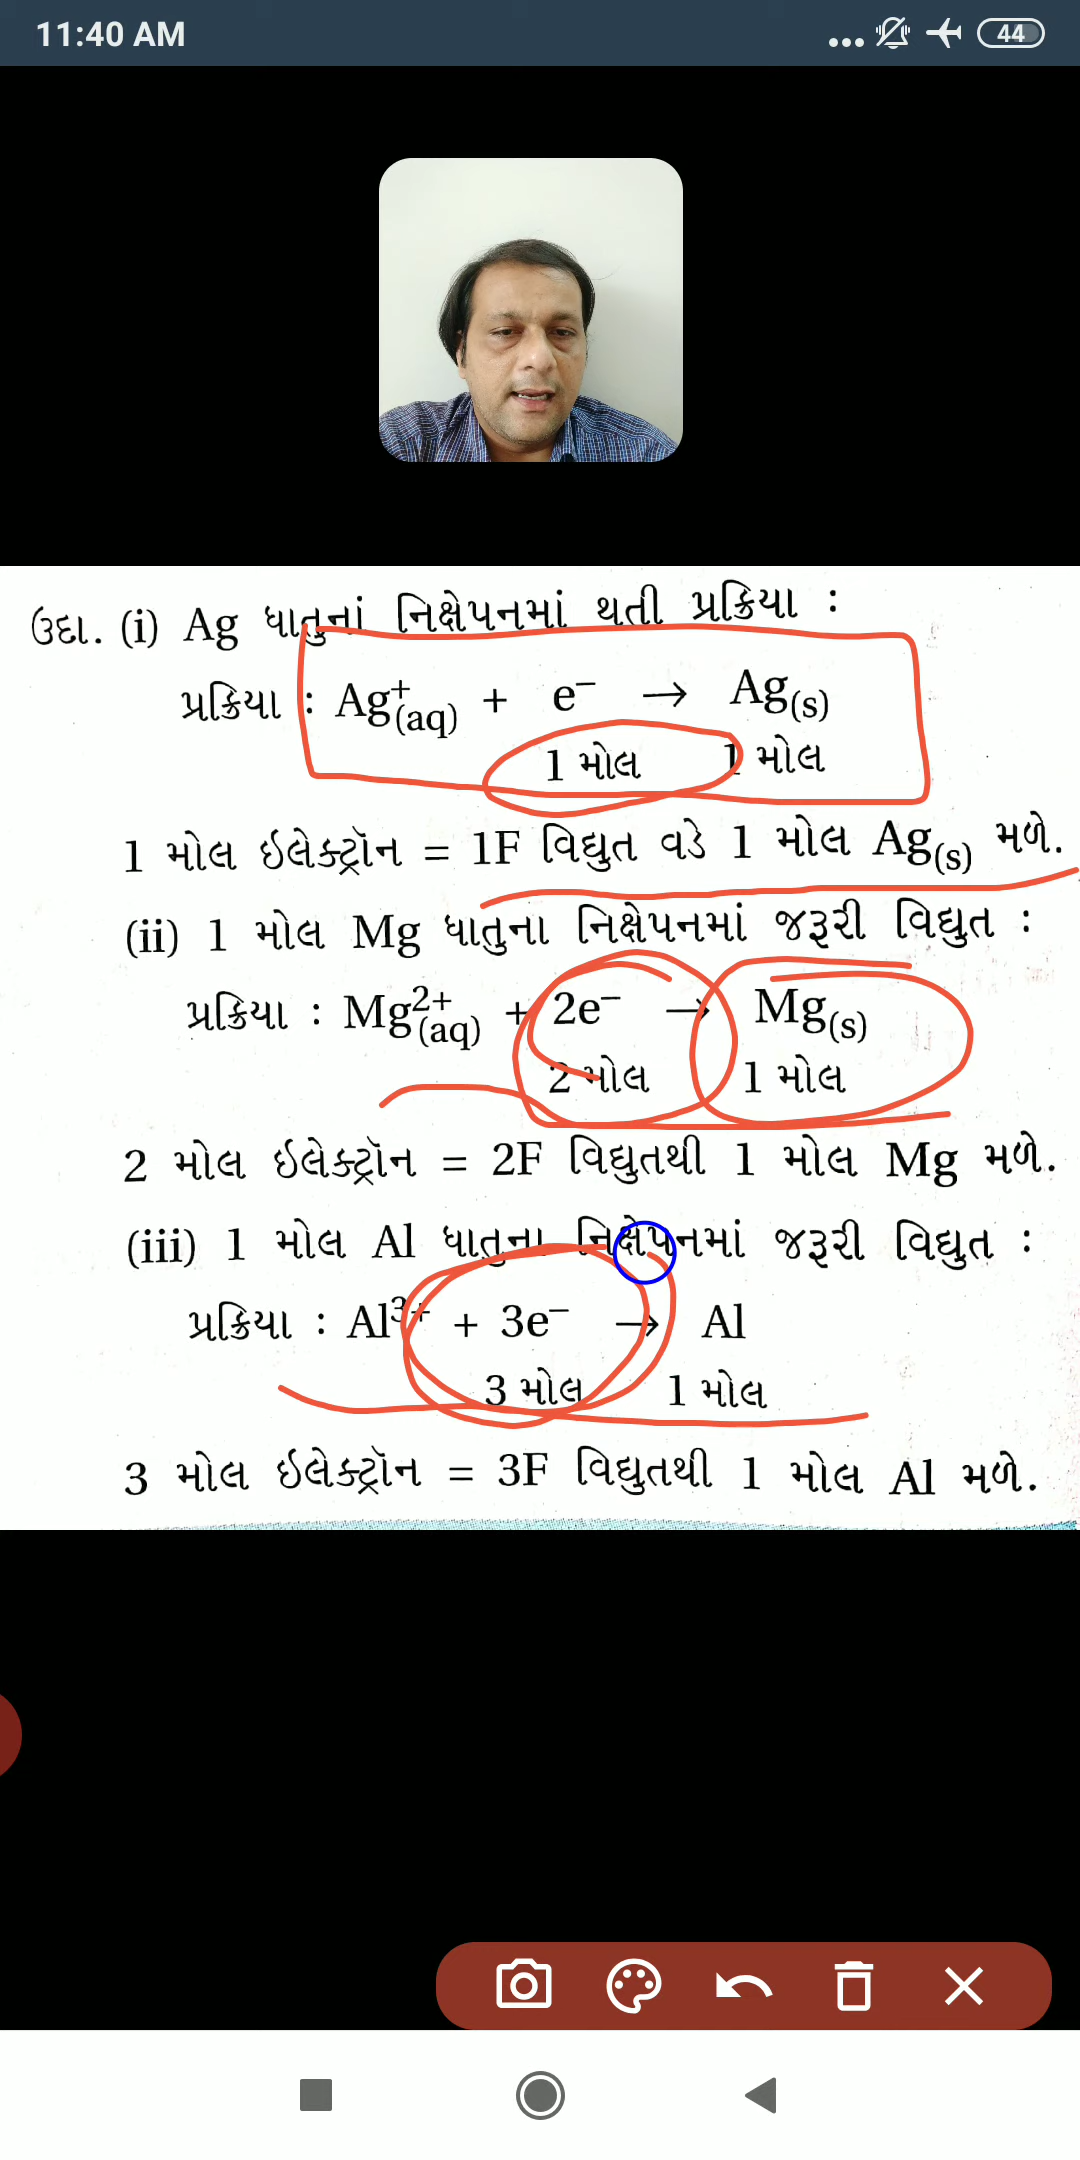 11:40 AM
44
ઉદા. (i) Ag ધાતુનાં નિક્ષેપનમાં થતી પ્રક્રિયા :
પ્રક્રિયા : Ag⁺(aq) + e⁻ → Ag(s)
1 મોલ 1 મોલ
1 મોલ ઇલેક્ટ્રૉન = 1F વિદ્યુત વડે 1 મોલ Ag(s) મળે.
(ii) 1 મોલ Mg ધાતુના નિક્ષેપનમાં જરૂરી વિદ્યુત :
પ્રક્રિયા : Mg²⁺(aq) + 2e⁻ → Mg(s)
2 મોલ 1 મોલ
2 મોલ ઇલેક્ટ્રૉન = 2F વિદ્યુતથી 1 મોલ Mg મળે.
(iii) 1 મોલ Al ધાતુના નિક્ષેપનમાં જરૂરી વિદ્યુત :
પ્રક્રિયા : Al³⁺ + 3e⁻ → Al
3 મોલ 1 મોલ
3 મોલ ઇલેક્ટ્રૉન = 3F વિદ્યુતથી 1 મોલ Al મળે.